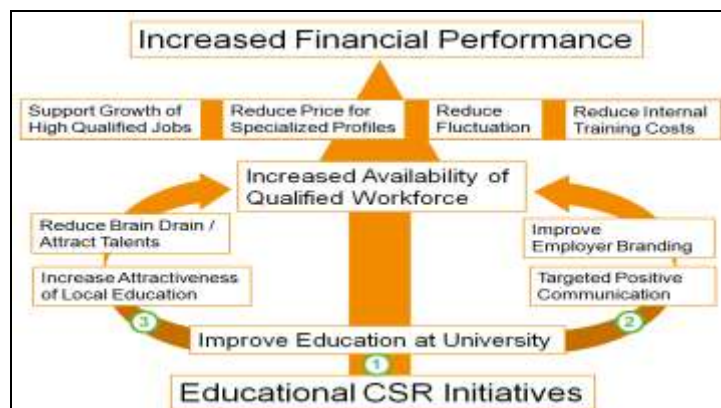 Increased Financial Performance
Support Growth of
High Qualified Jobs
Reduce Price for
Specialized Profiles
Reduce
Fluctuation
Reduce Internal
Training Costs
Increased Availability of
Qualified Workforce
Reduce Brain Drain /
Attract Talents
Improve
Employer Branding
Increase Attractiveness
of Local Education
Targeted Positive
Communication
3
2
Improve Education at University
1
Educational CSR Initiatives